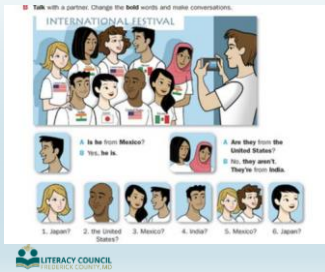 B Talk with a partner. Change the bold words and make conversations.
INTERNATIONAL FESTIVAL
A Is he from Mexico?
B Yes, he is.
A Are they from the
United States?
B No, they aren't.
They're from India.
1. Japan?
2. the United
States?
3. Mexico?
4. India?
5. Mexico?
6. Japan?
LITERACY COUNCIL
FREDERICK COUNTY, MD